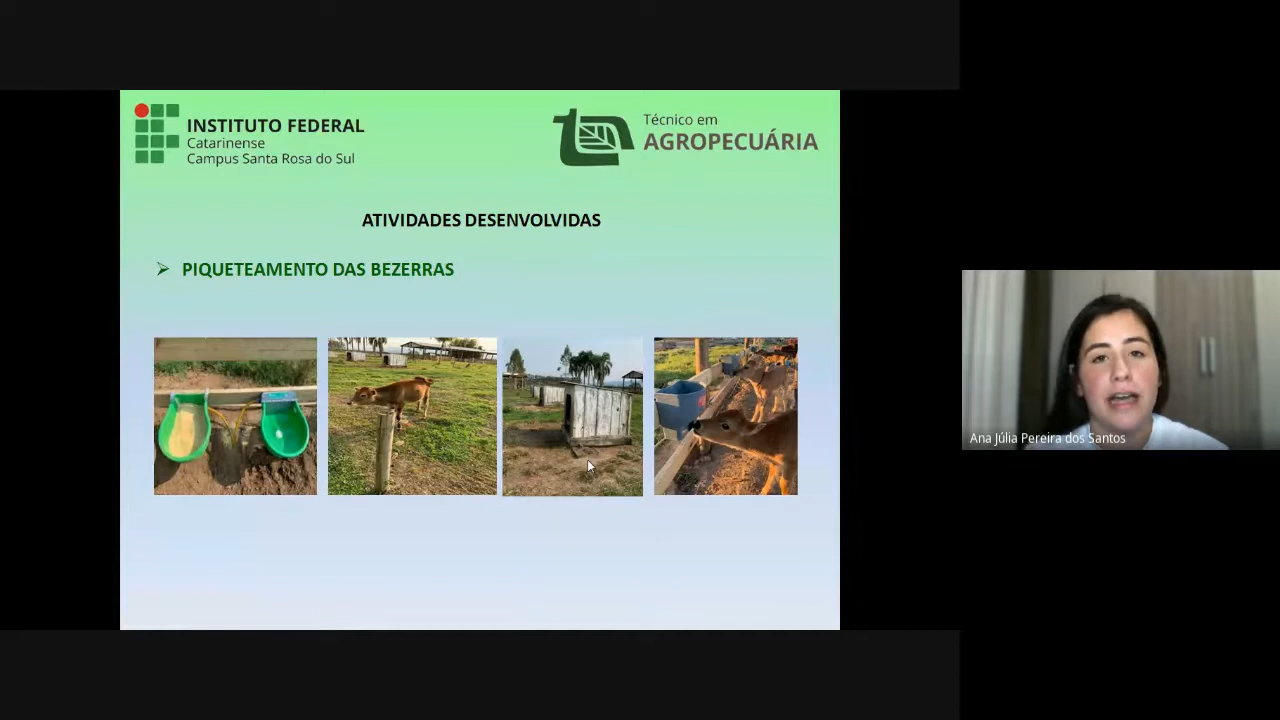 INSTITUTO FEDERAL
Catarinense
Campus Santa Rosa do Sul
Técnico em
AGROPECUÁRIA
ATIVIDADES DESENVOLVIDAS
PIQUETEAMENTO DAS BEZERRAS
Ana Júlia Pereira dos Santos